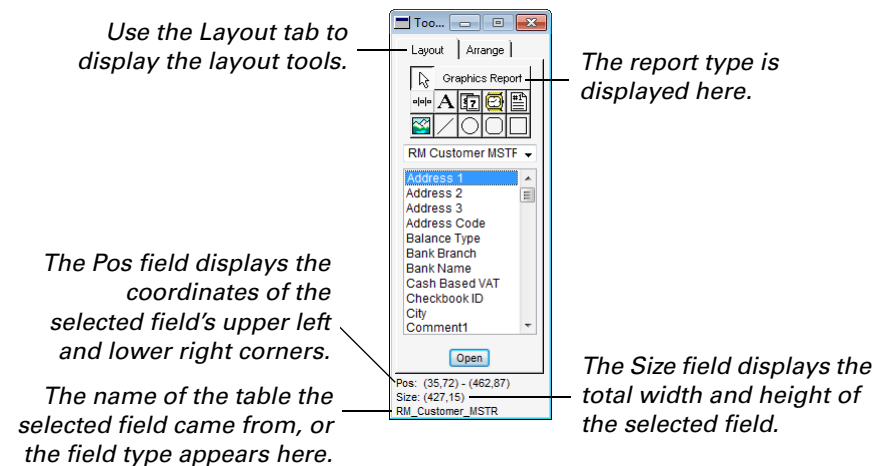 Use the Layout tab to
display the layout tools.
The report type is
displayed here.
The Pos field displays the
coordinates of the
selected field's upper left
and lower right corners.
The name of the table the
selected field came from, or
the field type appears here.
The Size field displays the
total width and height of
the selected field.
Too...
Layout
Arrange
Graphics Report
A
RM Customer MSTF
Address 1
Address 2
Address 3
Address Code
Balance Type
Bank Branch
Bank Name
Cash Based VAT
Checkbook ID
City
Comment1
Open
Pos: (35,72) - (462,87)
Size: (427,15)
RM_Customer_MSTR